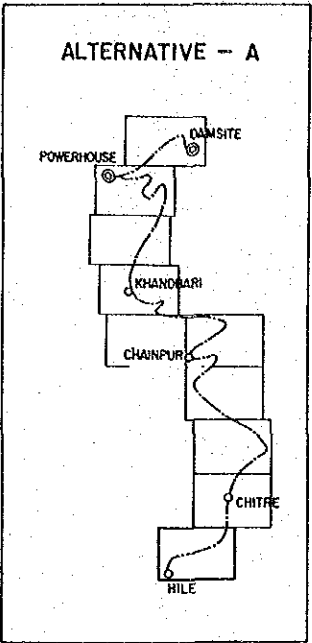 ALTERNATIVE - A
DAMSITE
POWERHOUSE
KHANDBARI
CHAINPUR
CHITRE
HILE